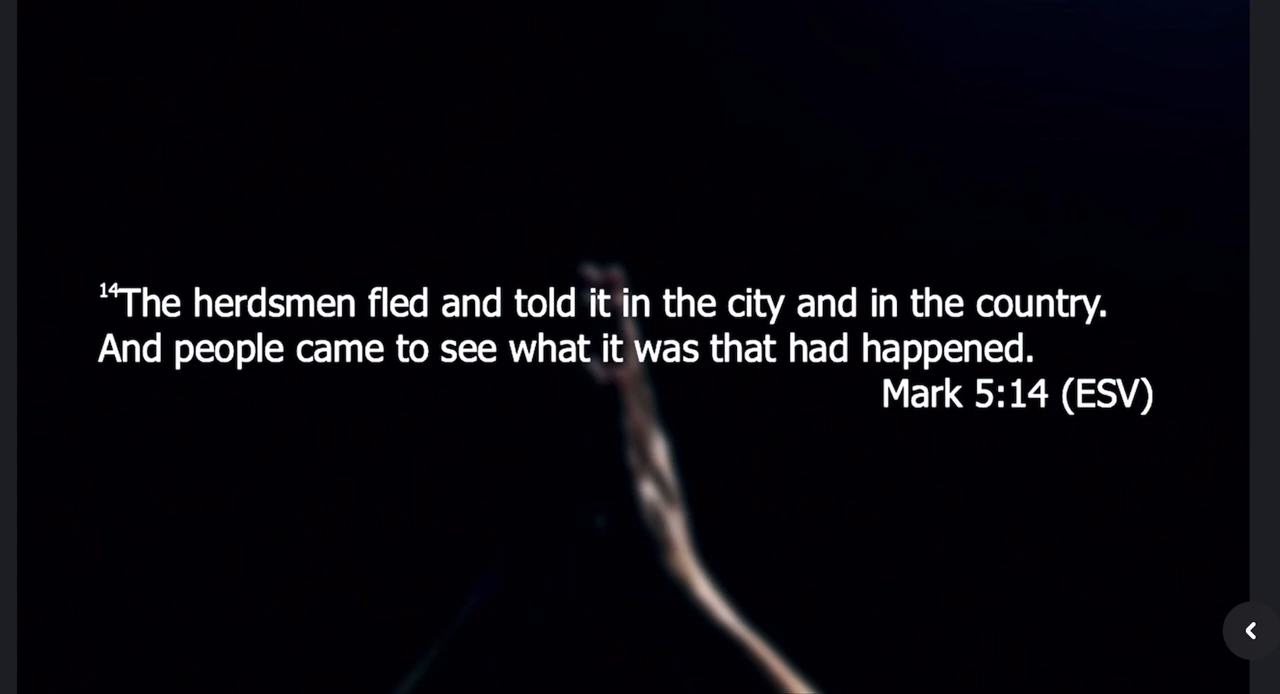 14The herdsmen fled and told it in the city and in the country.
And people came to see what it was that had happened.
Mark 5:14 (ESV)